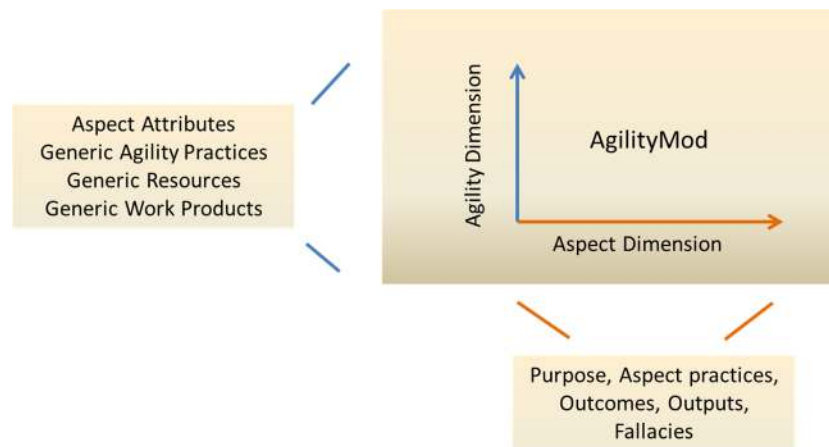 Aspect Attributes
Generic Agility Practices
Generic Resources
Generic Work Products
Agility Dimension
AgilityMod
Aspect Dimension
Purpose, Aspect practices,
Outcomes, Outputs,
Fallacies